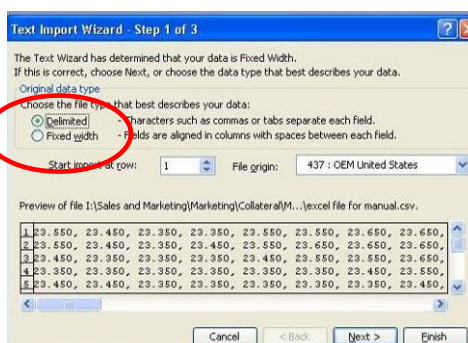 Text Import Wizard - Step 1 of 3
The Text Wizard has determined that your data is Fixed Width.
If this is correct, choose Next, or choose the data type that best describes your data.
Original data type
Choose the file type that best describes your data:
Delimited - Characters such as commas or tabs separate each field.
Fixed width - Fields are aligned in columns with spaces between each field.
Start import at row: 1 File origin: 437 : OEM United States
Preview of file I:\Sales and Marketing\Marketing\Collateral\M...\excel file for manual.csv.
1 23.550, 23.450, 23.350, 23.350, 23.550, 23.550, 23.650, 23.650,
2 23.350, 23.550, 23.350, 23.450, 23.550, 23.550, 23.650, 23.650,
3 23.450, 23.350, 23.550, 23.350, 23.350, 23.450, 23.550, 23.550,
4 23.350, 23.350, 23.350, 23.350, 23.350, 23.350, 23.450, 23.550,
5 23.450, 23.450, 23.350, 23.450, 23.350, 23.350, 23.350, 23.450,
Cancel < Back Next > Finish